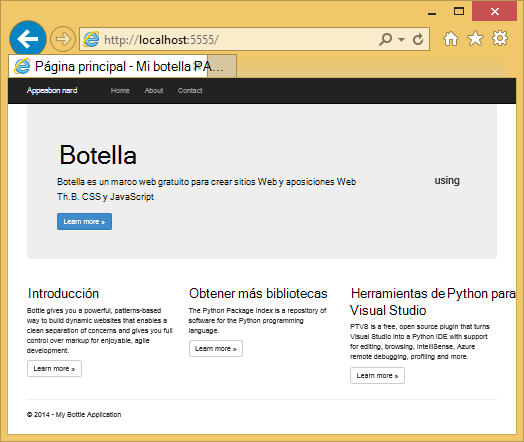 http://localhost:5555/
Página principal - Mi botella PA...
Appeabon nard Home About Contact
Botella
Botella es un marco web gratuito para crear sitios Web y aposiciones Web using
Th.B. CSS y JavaScript
Learn more »
Introducción
Bottle gives you a powerful, patterns-based
way to build dynamic websites that enables a
clean separation of concerns and gives you full
control over markup for enjoyable, agile
development.
Learn more »
Obtener más bibliotecas
The Python Package Index is a repository of
software for the Python programming
language.
Learn more »
Herramientas de Python para
Visual Studio
PTVS is a free, open source plugin that turns
Visual Studio into a Python IDE with support
for editing, browsing, IntelliSense, Azure
remote debugging, profiling and more.
Learn more »
© 2014 - My Bottle Application